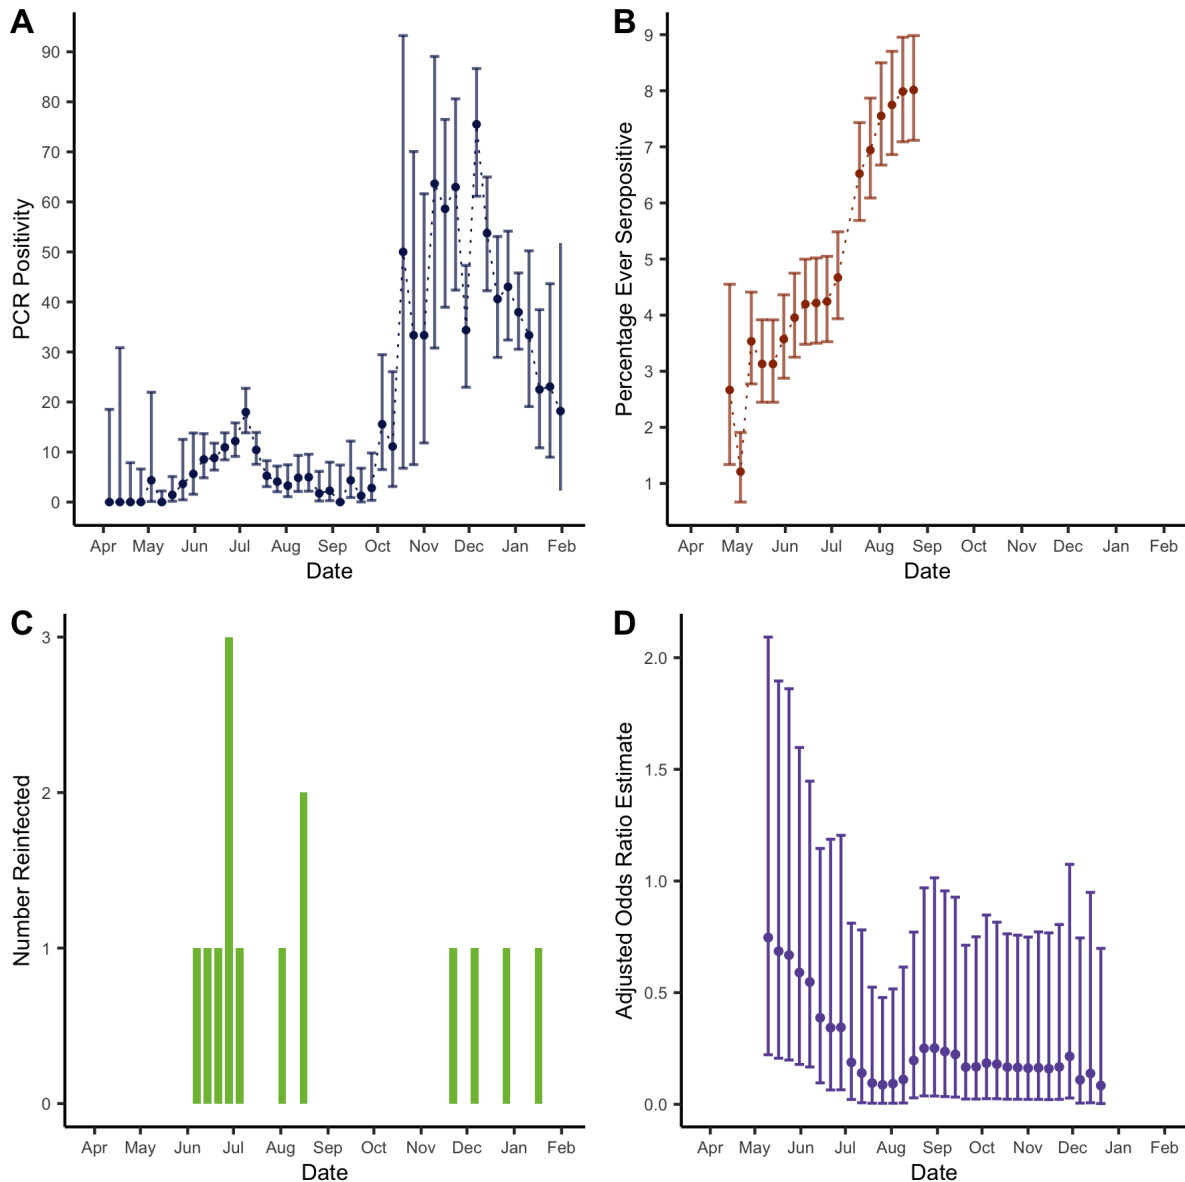 A
PCR Positivity
90
80
70
60
50
40
30
20
10
0
Apr May Jun Jul Aug Sep Oct Nov Dec Jan Feb
Date
B
Percentage Ever Seropositive
9
8
7
6
5
4
3
2
1
Apr May Jun Jul Aug Sep Oct Nov Dec Jan Feb
Date
C
Number Reinfected
3
2
1
0
Apr May Jun Jul Aug Sep Oct Nov Dec Jan Feb
Date
D
Adjusted Odds Ratio Estimate
2.0
1.5
1.0
0.5
0.0
Apr May Jun Jul Aug Sep Oct Nov Dec Jan Feb
Date